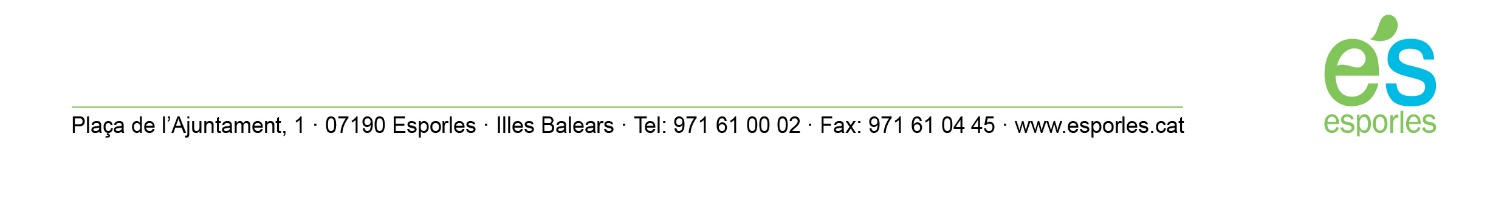 e's
esporles
Plaça de l'Ajuntament, 1 · 07190 Esporles · Illes Balears · Tel: 971 61 00 02 · Fax: 971 61 04 45 · www.esporles.cat